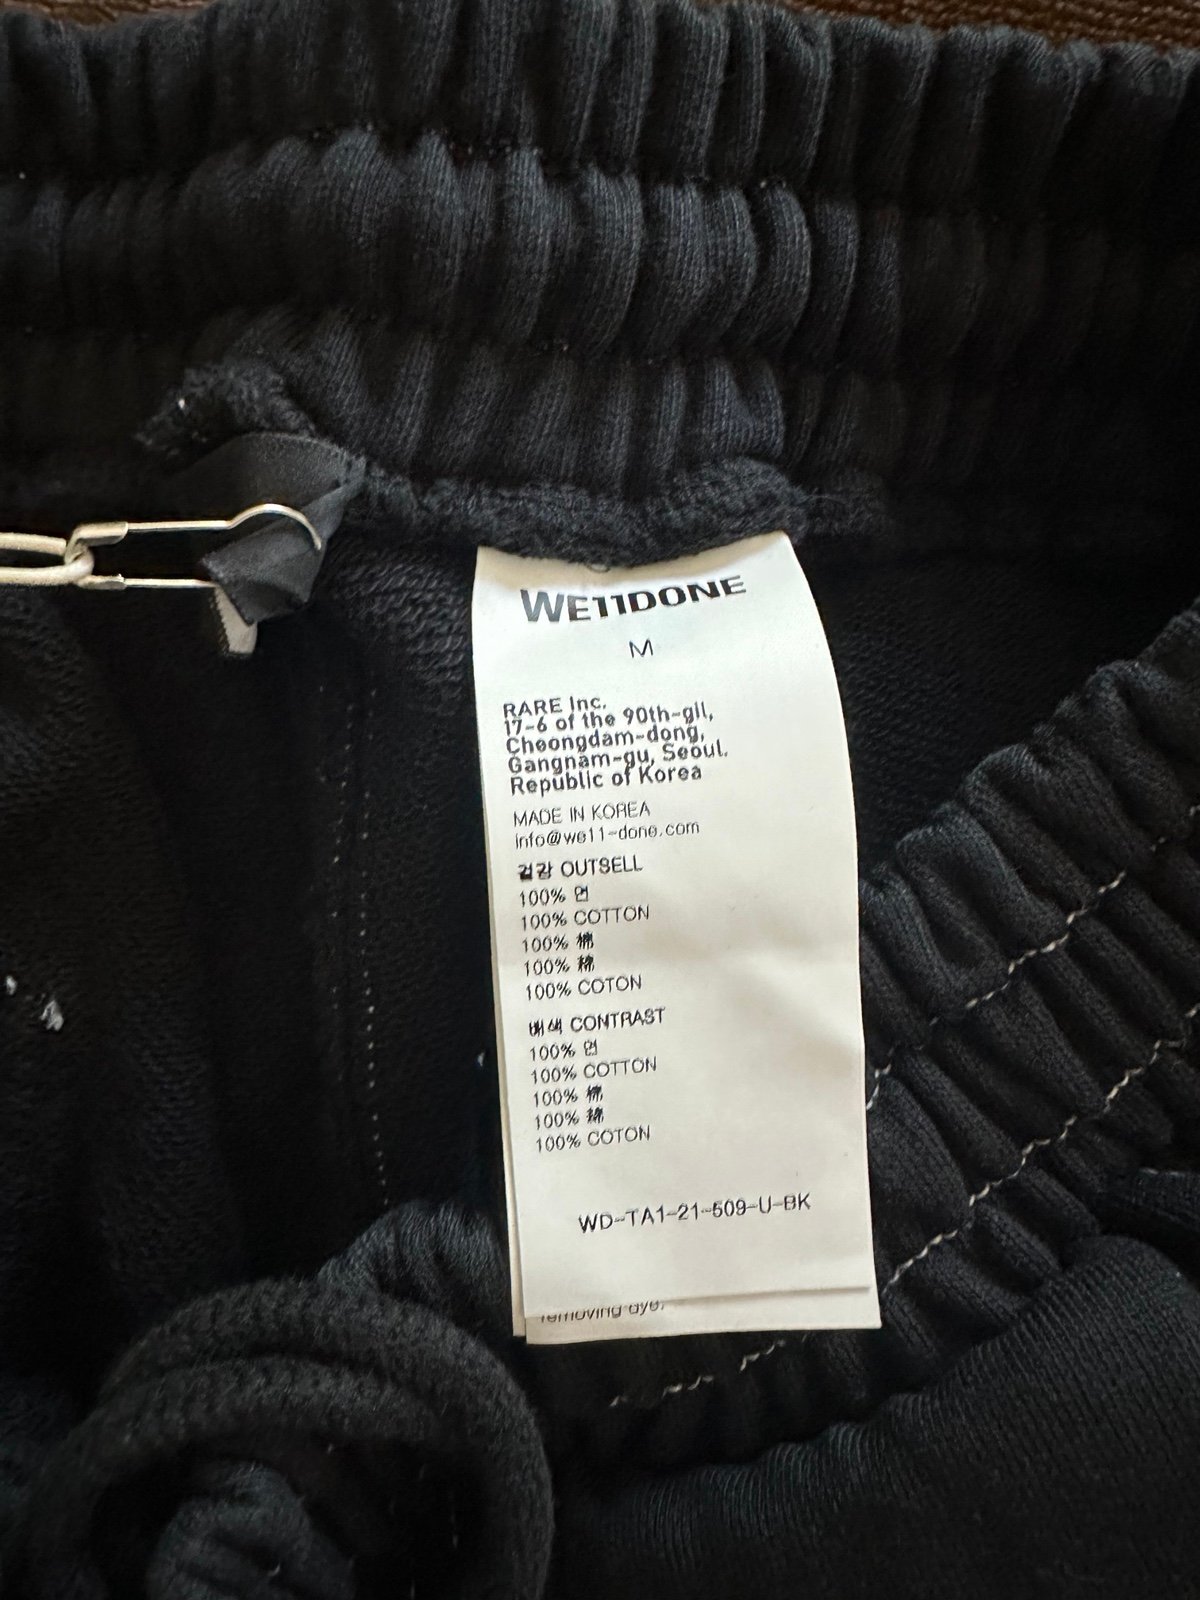 WE11DONE
M
RARE Inc.
17-6 of the 90th-gil,
Cheongdam-dong,
Gangnam-gu, Seoul.
Republic of Korea
MADE IN KOREA
info@we11-done.com
겉감 OUTSELL
100% 면
100% COTTON
100% 棉
100% 綿
100% COTON
배색 CONTRAST
100% 면
100% COTTON
100% 棉
100% 綿
100% COTON
WD-TA1-21-509-U-BK
removing dye.